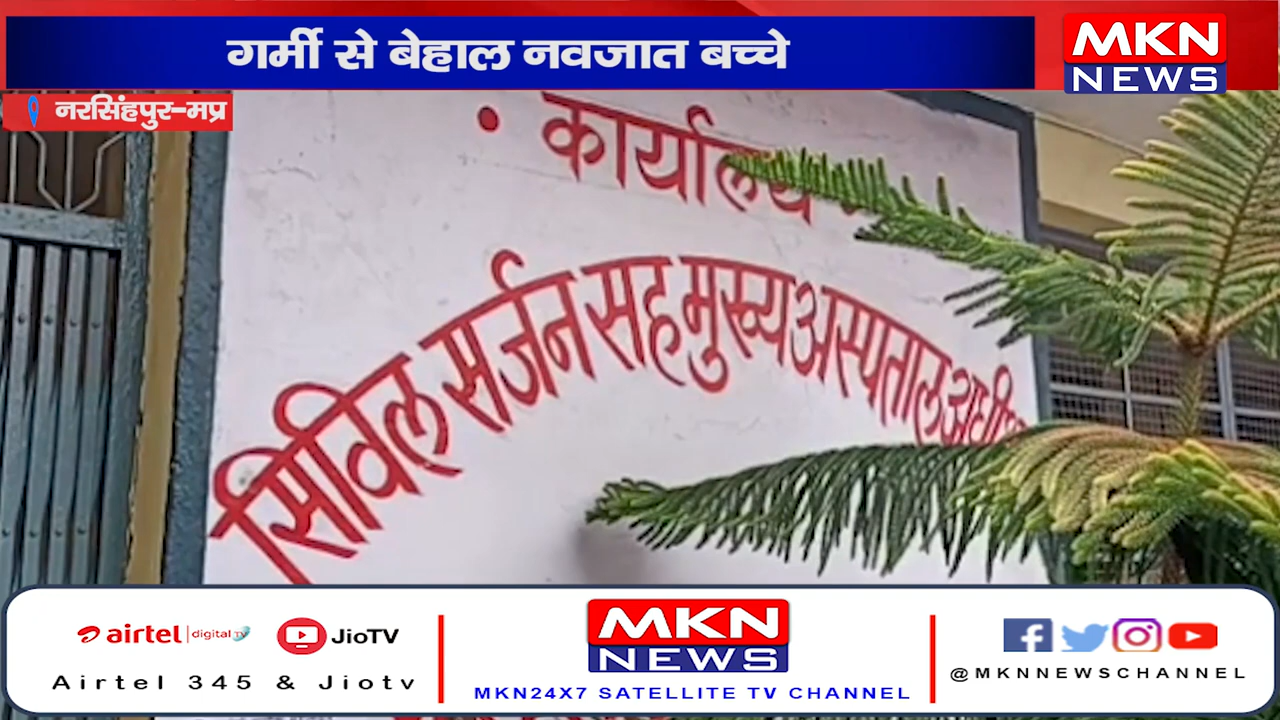 गर्मी से बेहाल नवजात बच्चे
MKN
NEWS
नरसिंहपुर-मप्र
कार्यालय
सिविल सर्जन सह मुख्य अस्पताल
airtel digital TV
JioTV
Airtel 345 & Jiotv
MKN
NEWS
MKN24X7 SATELLITE TV CHANNEL
@MKNNEWSCHANNEL